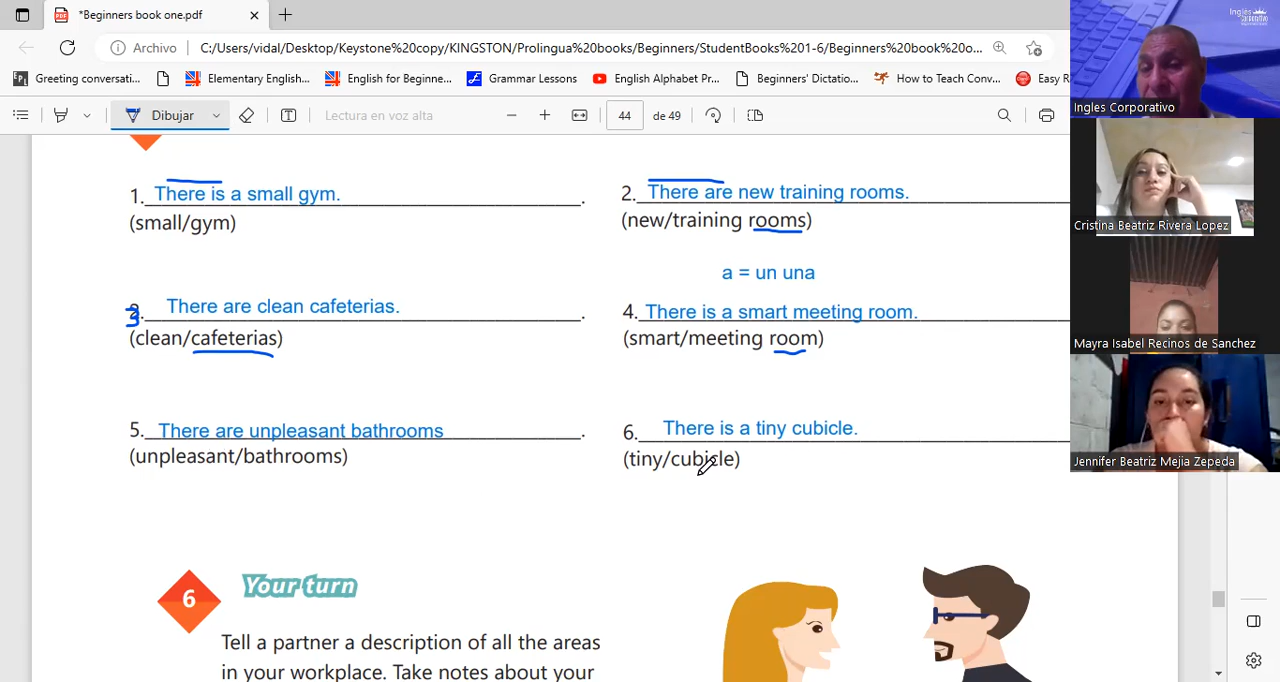 *Beginners book one.pdf
Archivo C:/Users/vidal/Desktop/Keystone%20copy/KINGSTON/Prolingua%20books/Beginners/StudentBooks%201-6/Beginners%20book%20o...
Greeting conversati... Elementary English... English for Beginne... Grammar Lessons English Alphabet Pr... Beginners' Dictatio... How to Teach Conv... Easy R
Dibujar Lectura en voz alta 44 de 49
1. There is a small gym. .
(small/gym)
2. There are new training rooms.
(new/training rooms)
a = un una
3 There are clean cafeterias. .
(clean/cafeterias)
4. There is a smart meeting room.
(smart/meeting room)
5. There are unpleasant bathrooms .
(unpleasant/bathrooms)
6. There is a tiny cubicle.
(tiny/cubicle)
6 Your turn
Tell a partner a description of all the areas
in your workplace. Take notes about your
Inglés
CORPORATIVO
Ingles Corporativo
Cristina Beatriz Rivera Lopez
Mayra Isabel Recinos de Sanchez
Jennifer Beatriz Mejia Zepeda